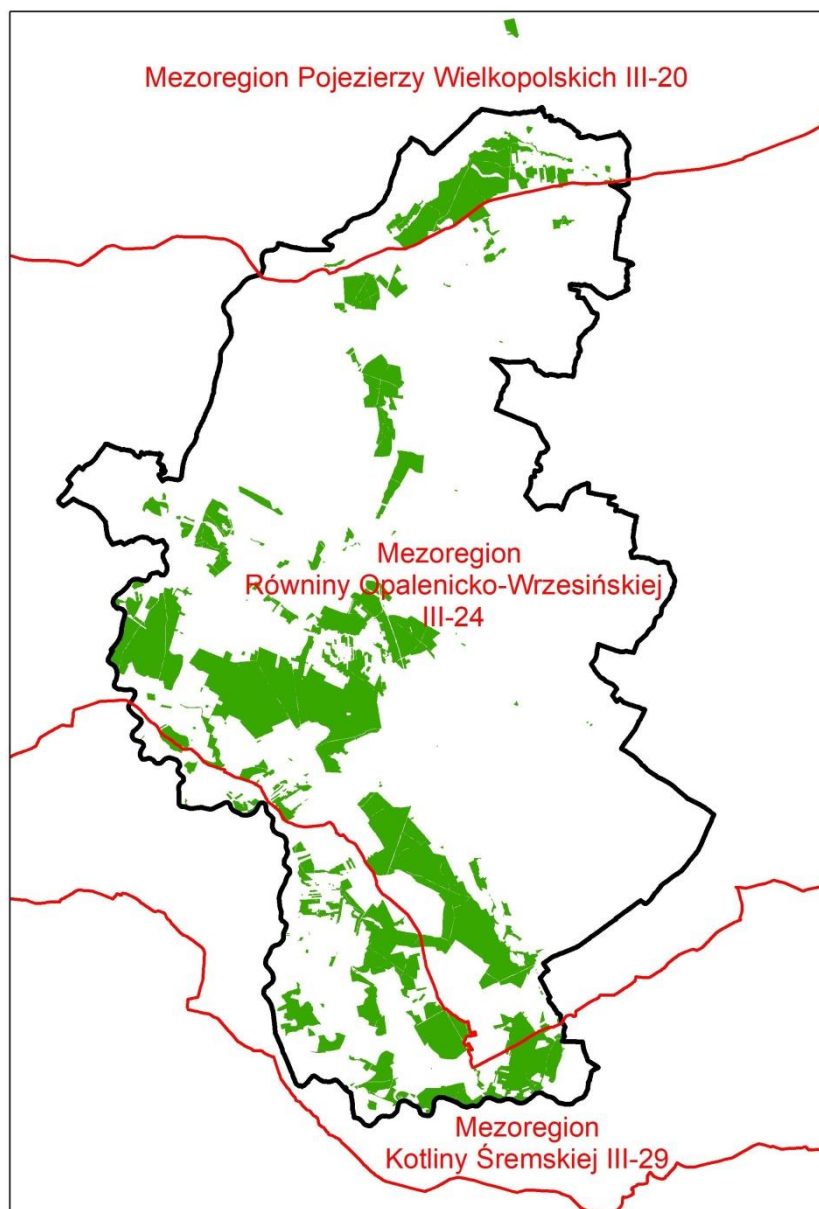 Mezoregion Pojezierzy Wielkopolskich III-20
Mezoregion
Równiny Opalenicko-Wrzesińskiej
III-24
Mezoregion
Kotliny Śremskiej III-29